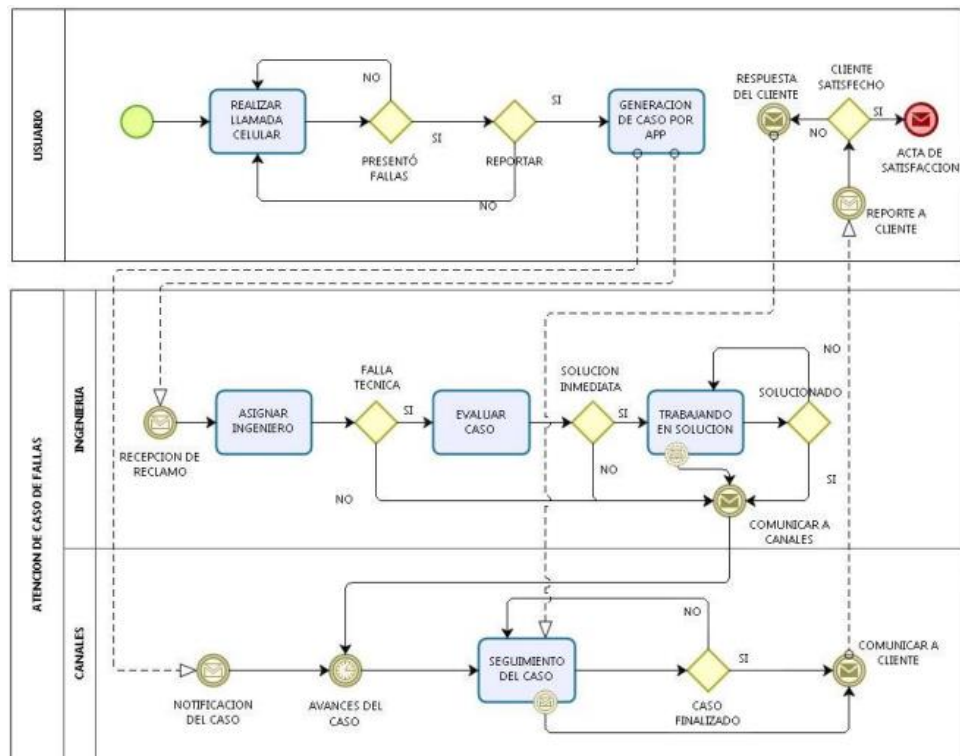 USUARIO
REALIZAR
LLAMADA
CELULAR
NO
SI
PRESENTÓ
FALLAS
SI
REPORTAR
NO
GENERACION
DE CASO POR
APP
RESPUESTA
DEL CLIENTE
CLIENTE
SATISFECHO
NO
SI
ACTA DE
SATISFACCION
REPORTE A
CLIENTE
ATENCION DE CASO DE FALLAS
INGENIERIA
RECEPCION DE
RECLAMO
ASIGNAR
INGENIERO
FALLA
TECNICA
SI
NO
EVALUAR
CASO
SOLUCION
INMEDIATA
SI
NO
TRABAJANDO
EN SOLUCION
NO
SOLUCIONADO
SI
COMUNICAR A
CANALES
CANALES
NOTIFICACION
DEL CASO
AVANCES DEL
CASO
SEGUIMIENTO
DEL CASO
NO
SI
CASO
FINALIZADO
COMUNICAR A
CLIENTE